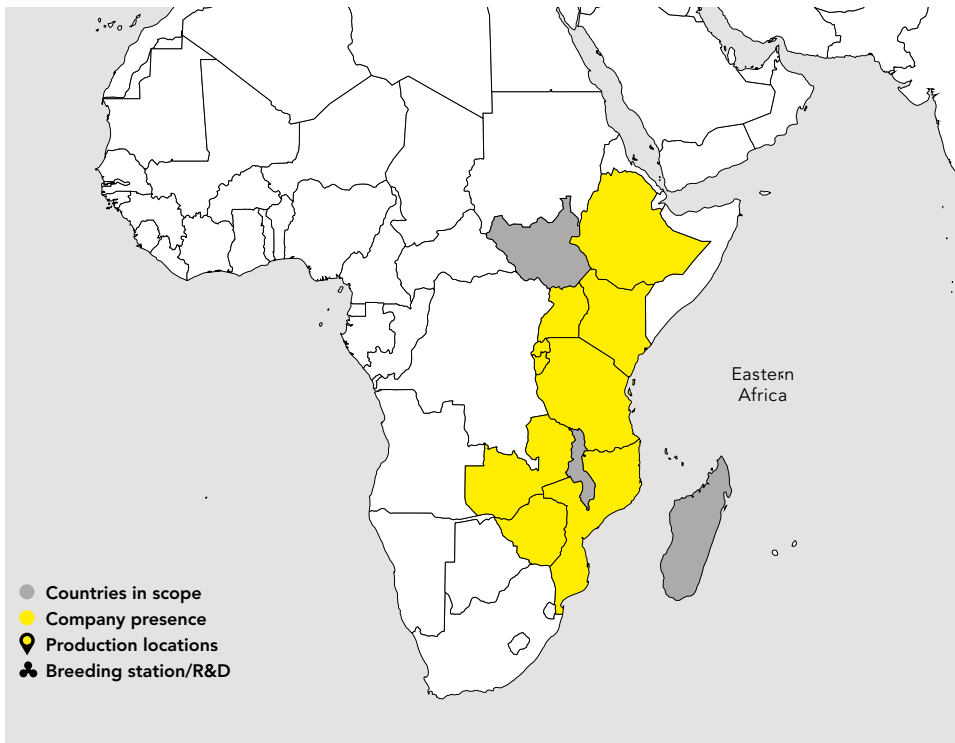 Eastern
Africa
Countries in scope
Company presence
Production locations
Breeding station/R&D